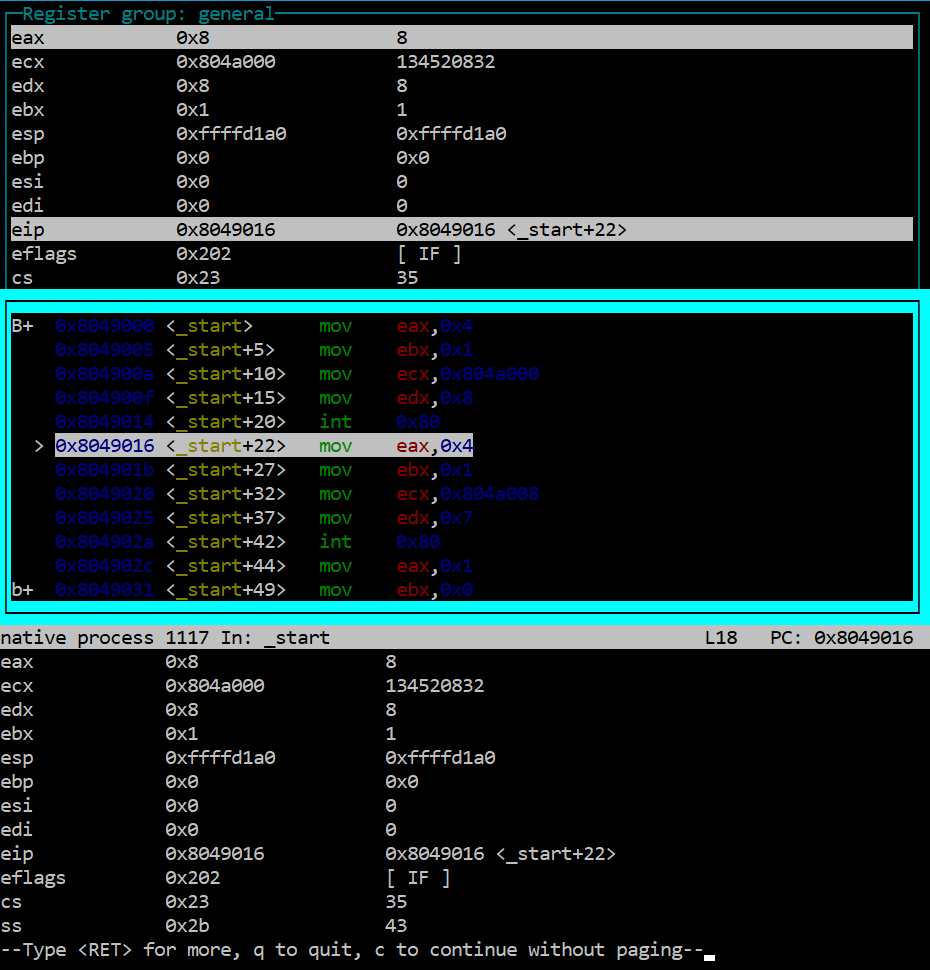 Register group: general
eax 0x8 8
ecx 0x804a000 134520832
edx 0x8 8
ebx 0x1 1
esp 0xffffd1a0 0xffffd1a0
ebp 0x0 0x0
esi 0x0 0
edi 0x0 0
eip 0x8049016 0x8049016 <_start+22>
eflags 0x202 [ IF ]
cs 0x23 35
B+ 0x8049000 <_start> mov eax,0x4
0x8049005 <_start+5> mov ebx,0x1
0x804900a <_start+10> mov ecx,0x804a000
0x804900f <_start+15> mov edx,0x8
0x8049014 <_start+20> int 0x80
> 0x8049016 <_start+22> mov eax,0x4
0x804901b <_start+27> mov ebx,0x1
0x8049020 <_start+32> mov ecx,0x804a008
0x8049025 <_start+37> mov edx,0x7
0x804902a <_start+42> int 0x80
0x804902c <_start+44> mov eax,0x1
b+ 0x8049031 <_start+49> mov ebx,0x0
native process 1117 In: _start L18 PC: 0x8049016
eax 0x8 8
ecx 0x804a000 134520832
edx 0x8 8
ebx 0x1 1
esp 0xffffd1a0 0xffffd1a0
ebp 0x0 0x0
esi 0x0 0
edi 0x0 0
eip 0x8049016 0x8049016 <_start+22>
eflags 0x202 [ IF ]
cs 0x23 35
ss 0x2b 43
--Type <RET> for more, q to quit, c to continue without paging--